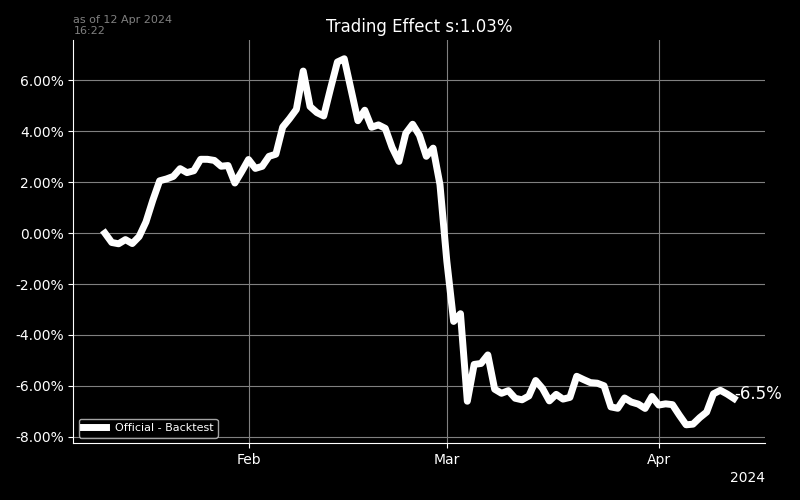 as of 12 Apr 2024
16:22
Trading Effect s:1.03%
6.00%
4.00%
2.00%
0.00%
-2.00%
-4.00%
-6.00%
-8.00%
-6.5%
Official - Backtest
Feb
Mar
Apr
2024